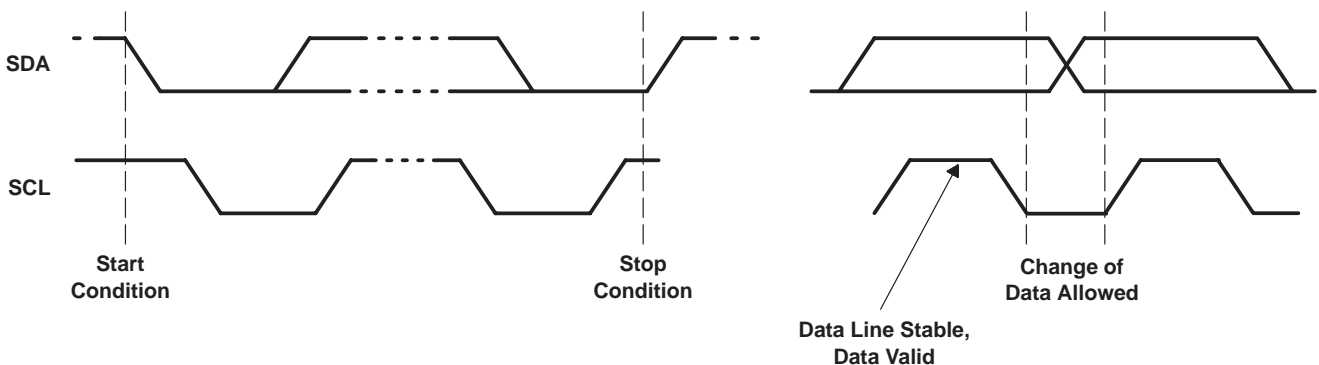 SDA
SCL
Start
Condition
Stop
Condition
Change of
Data Allowed
Data Line Stable,
Data Valid